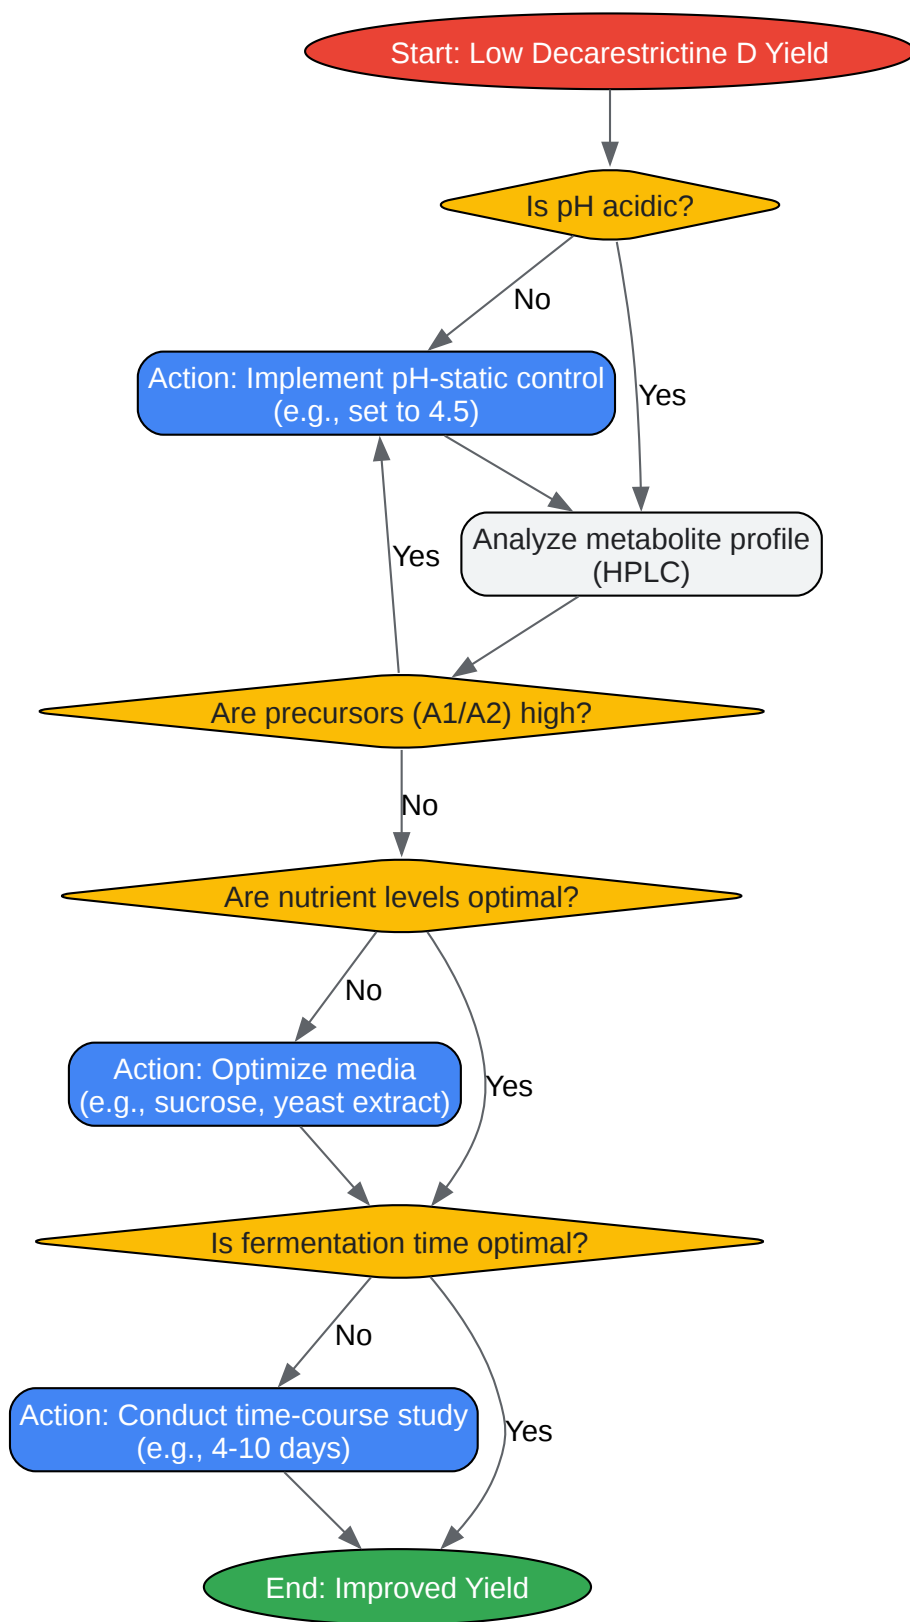 Start: Low Decarestrictine D Yield
Is pH acidic?
No
Action: Implement pH-static control
(e.g., set to 4.5)
Yes
Analyze metabolite profile
(HPLC)
Yes
Are precursors (A1/A2) high?
No
Are nutrient levels optimal?
No
Action: Optimize media
(e.g., sucrose, yeast extract)
Yes
Is fermentation time optimal?
No
Action: Conduct time-course study
(e.g., 4-10 days)
Yes
End: Improved Yield